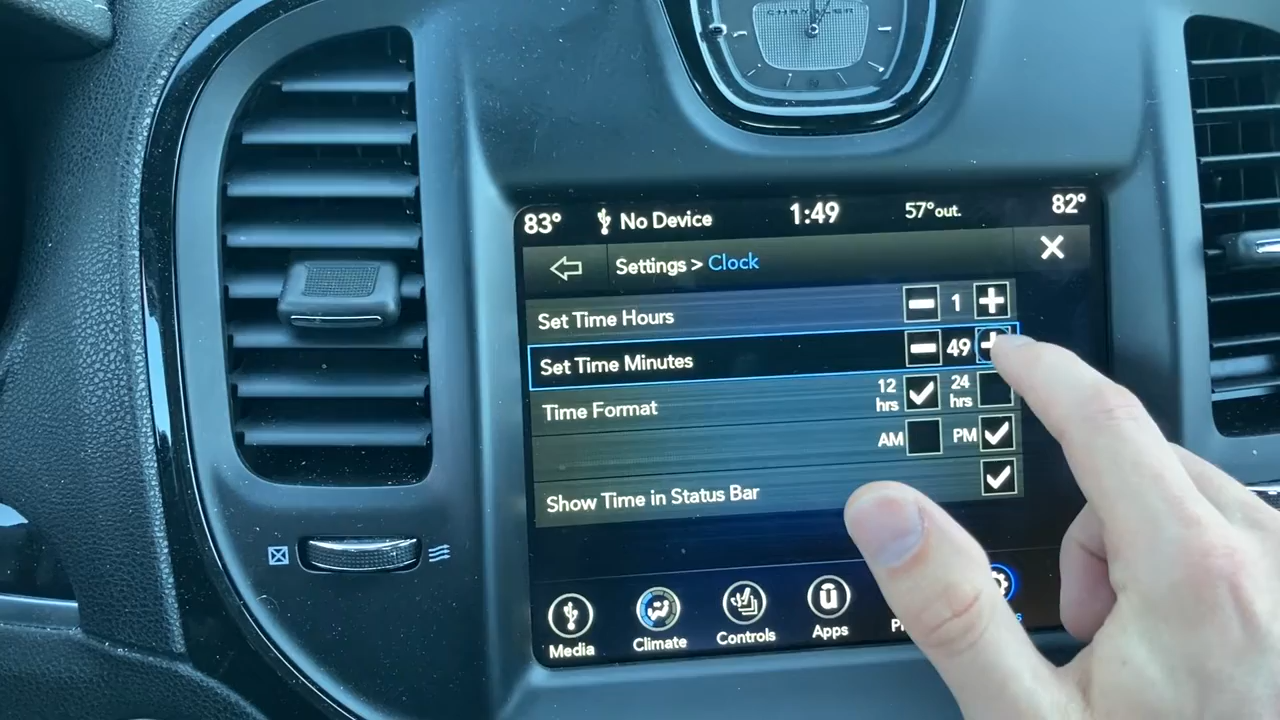 CHRYSLER
83° No Device 1:49 57°out. 82°
Settings > Clock
Set Time Hours 1
Set Time Minutes 49
Time Format 12 hrs 24 hrs
AM PM
Show Time in Status Bar
Media Climate Controls Apps